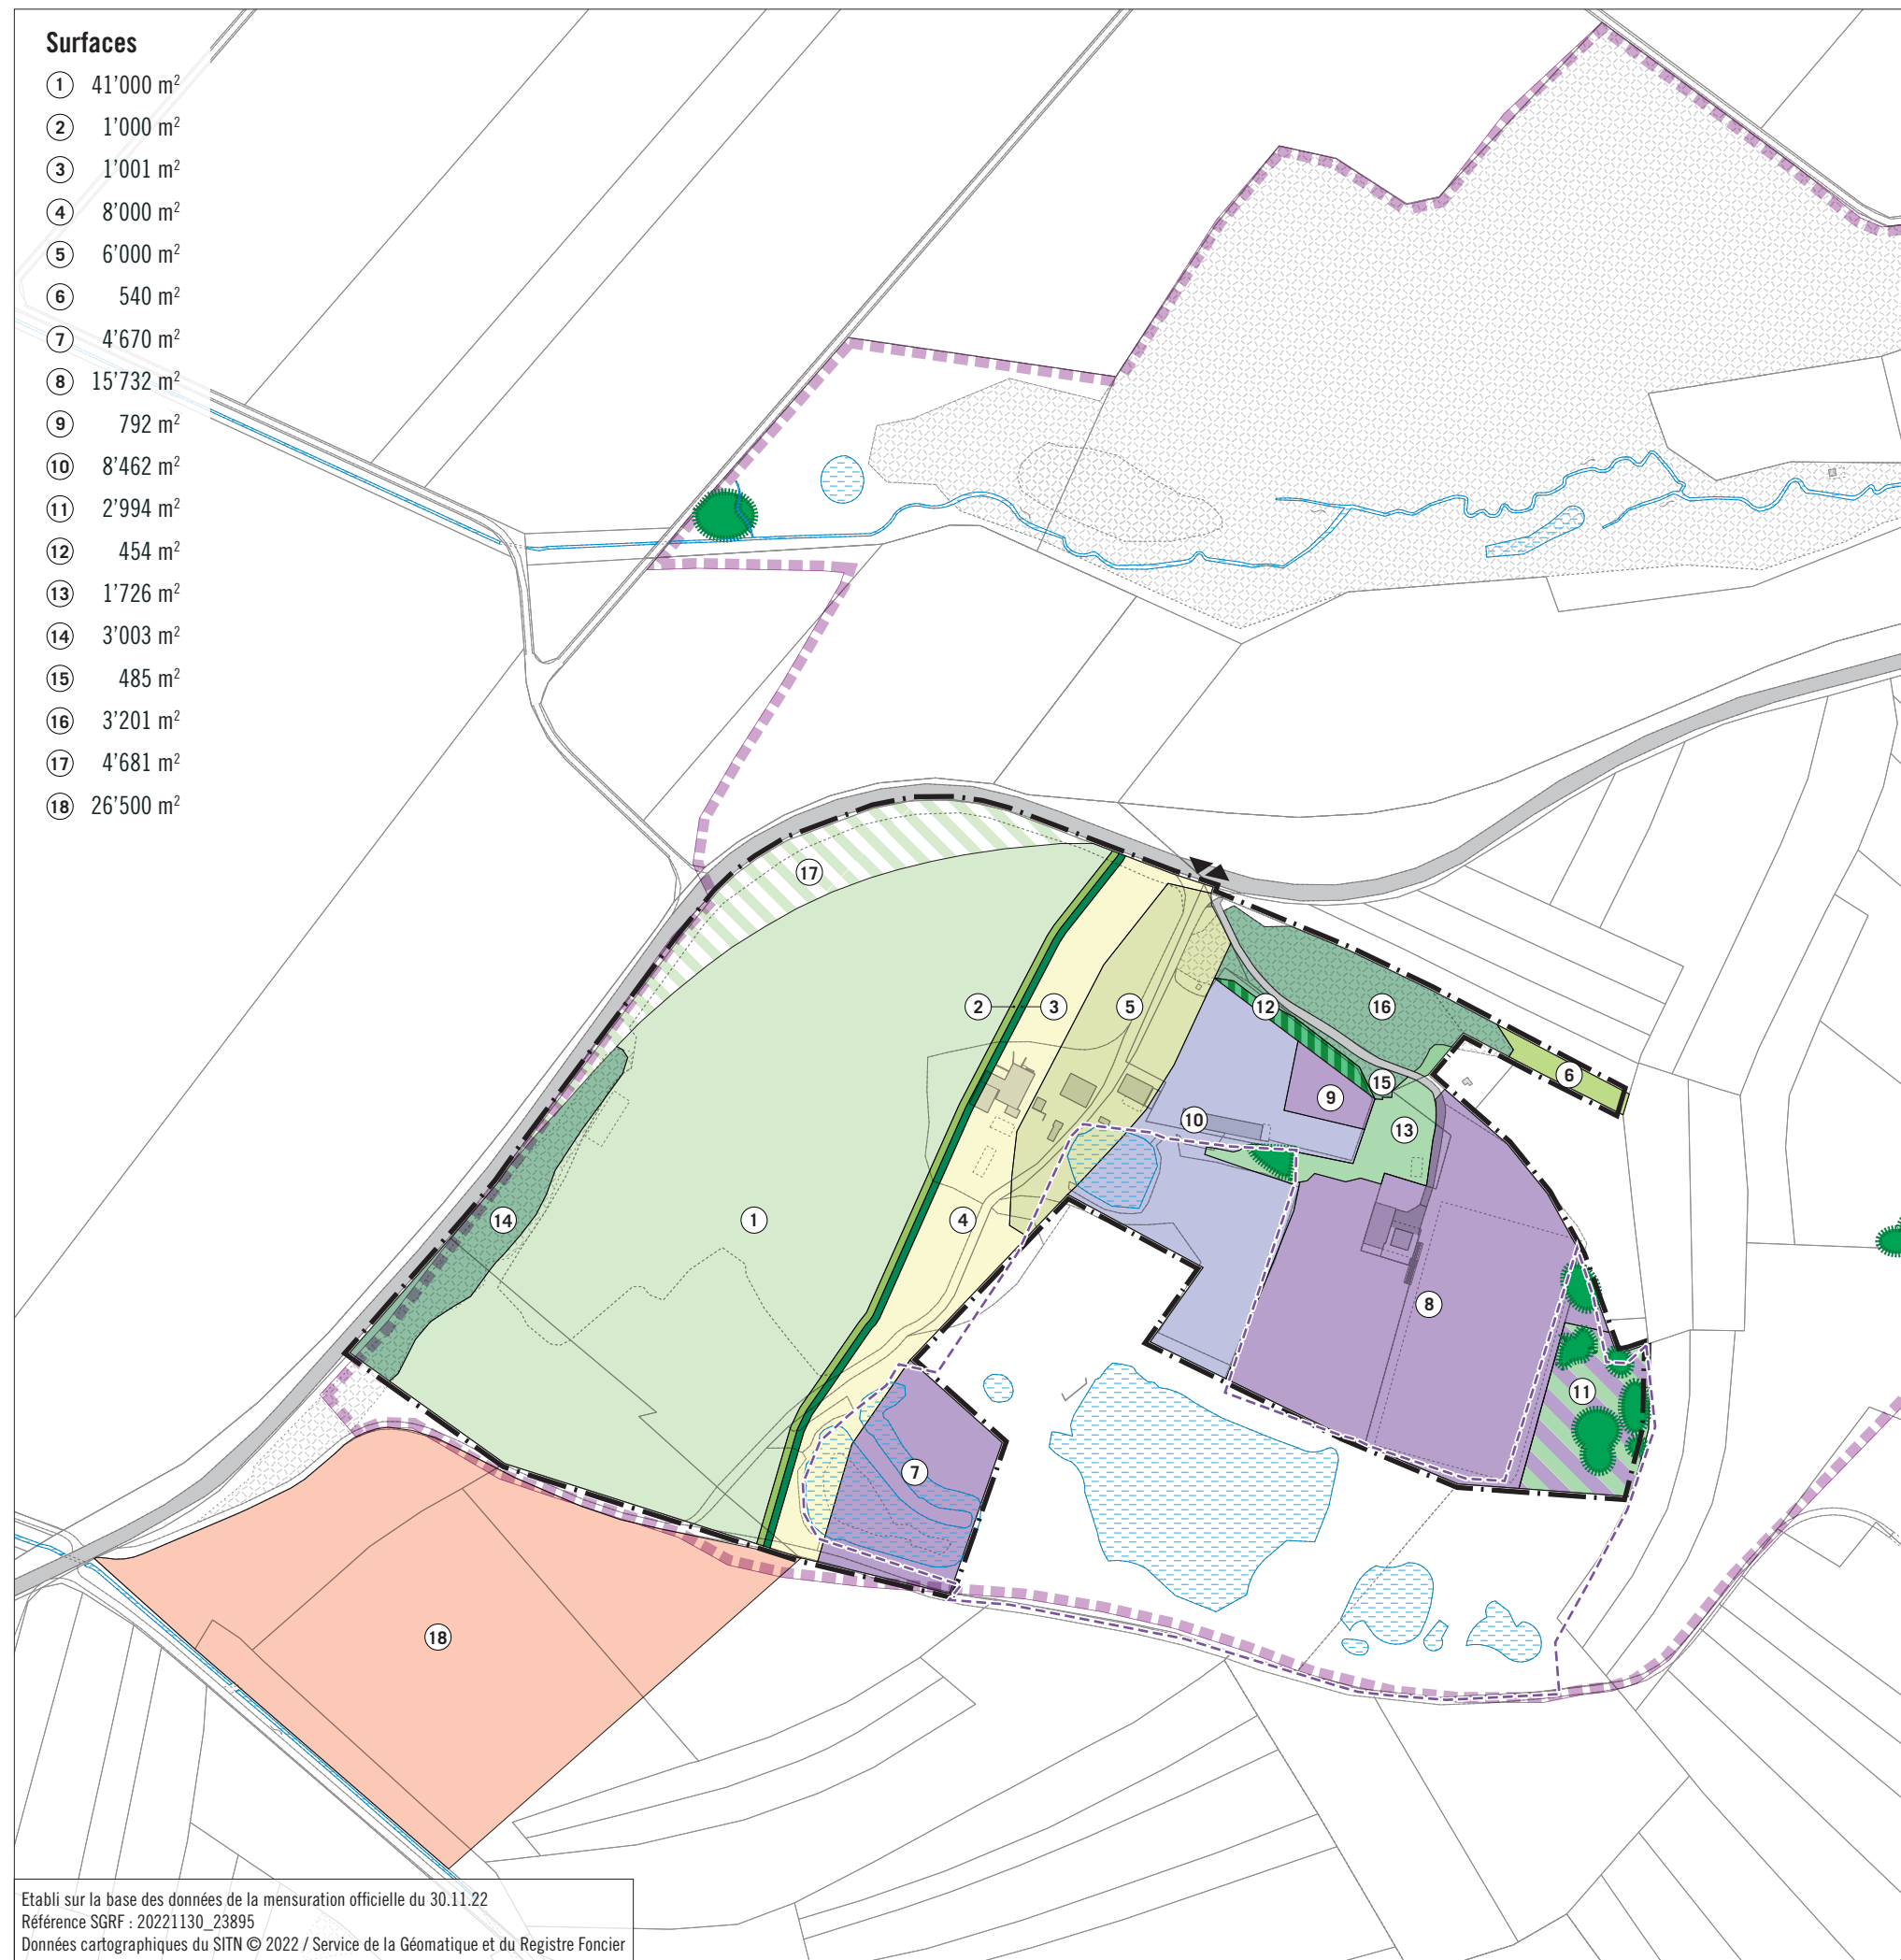 Surfaces
1 41’000 m²
2 1’000 m²
3 1’001 m²
4 8’000 m²
5 6’000 m²
6 540 m²
7 4’670 m²
8 15’732 m²
9 792 m²
10 8’462 m²
11 2’994 m²
12 454 m²
13 1’726 m²
14 3’003 m²
15 485 m²
16 3’201 m²
17 4’681 m²
18 26’500 m²
17
2
3
5
12
16
6
15
9
10
13
14
1
4
8
11
7
18
Etabli sur la base des données de la mensuration officielle du 30.11.22
Référence SGRF : 20221130_23895
Données cartographiques du SITN © 2022 / Service de la Géomatique et du Registre Foncier